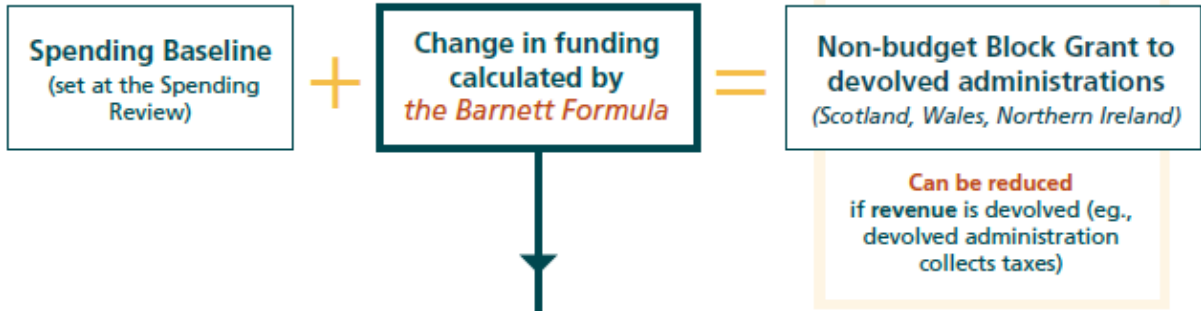 Spending Baseline
(set at the Spending
Review)
+
Change in funding
calculated by
the Barnett Formula
=
Non-budget Block Grant to
devolved administrations
(Scotland, Wales, Northern Ireland)
Can be reduced
if revenue is devolved (eg.,
devolved administration
collects taxes)